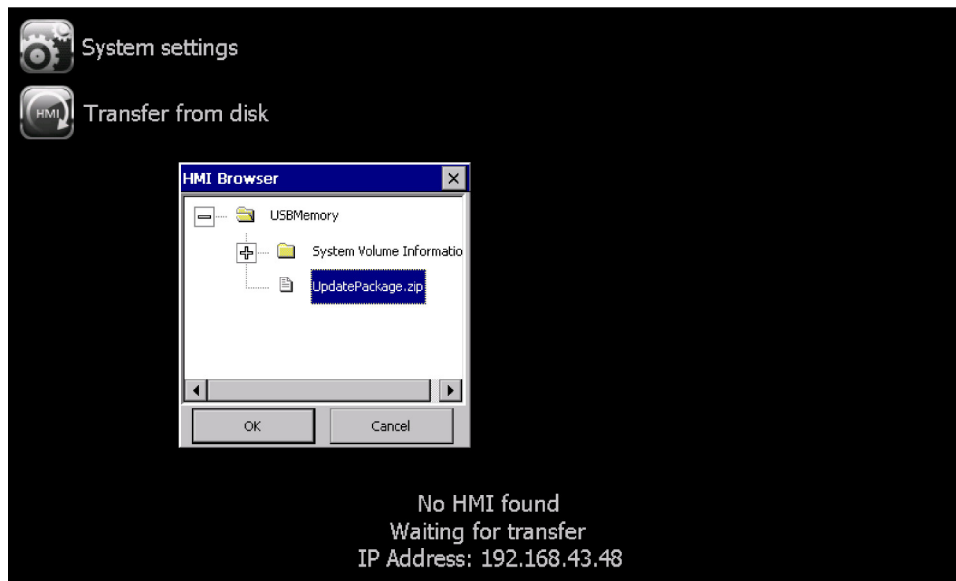 System settings
HMI
Transfer from disk
HMI Browser
USBMemory
System Volume Informatio
UpdatePackage.zip
OK
Cancel
No HMI found
Waiting for transfer
IP Address: 192.168.43.48